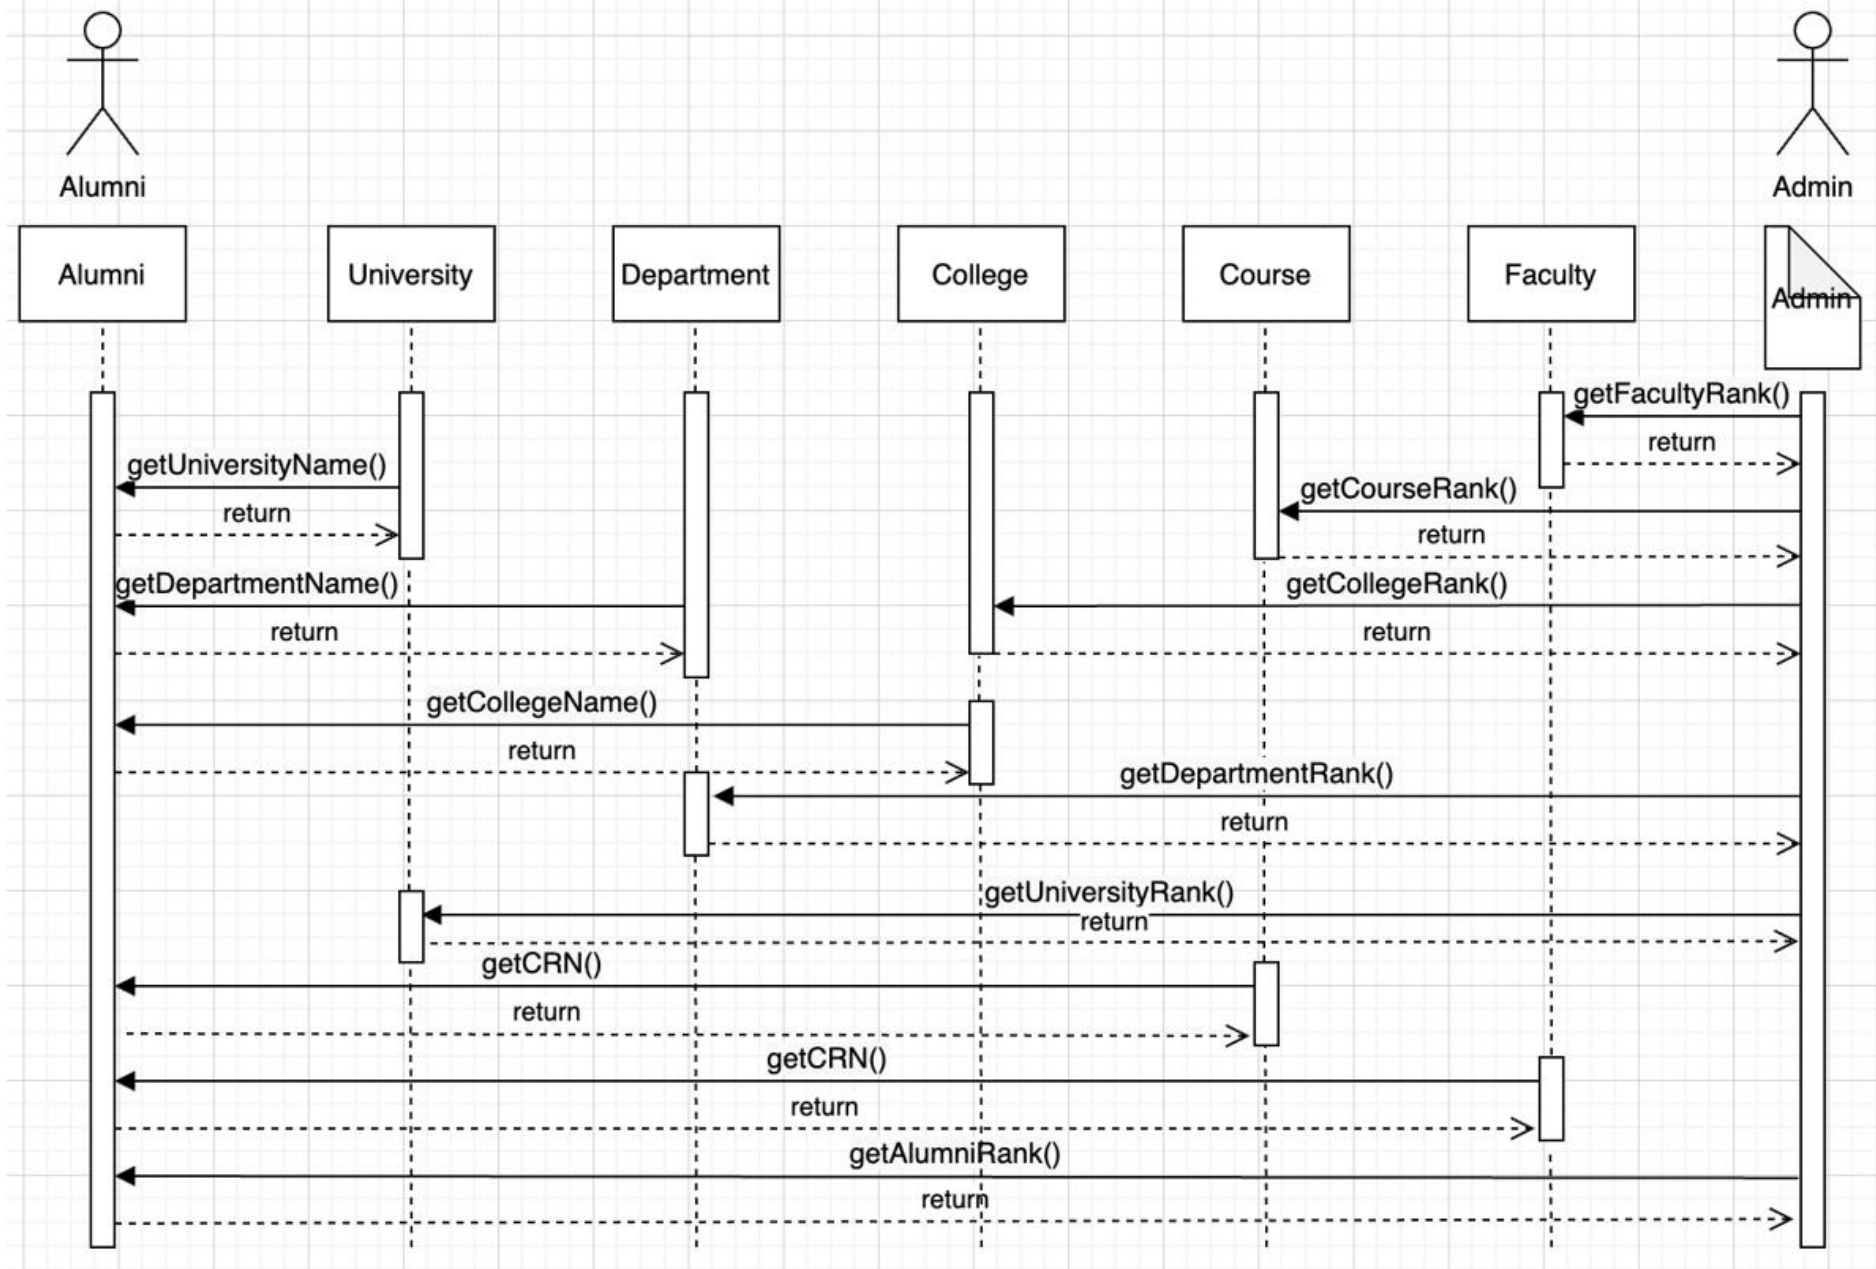 Alumni
Admin
Alumni
University
Department
College
Course
Faculty
Admin
getFacultyRank()
return
getUniversityName()
getCourseRank()
return
return
getDepartmentName()
getCollegeRank()
return
return
getCollegeName()
return
getDepartmentRank()
return
getUniversityRank()
return
getCRN()
return
getCRN()
return
getAlumniRank()
return